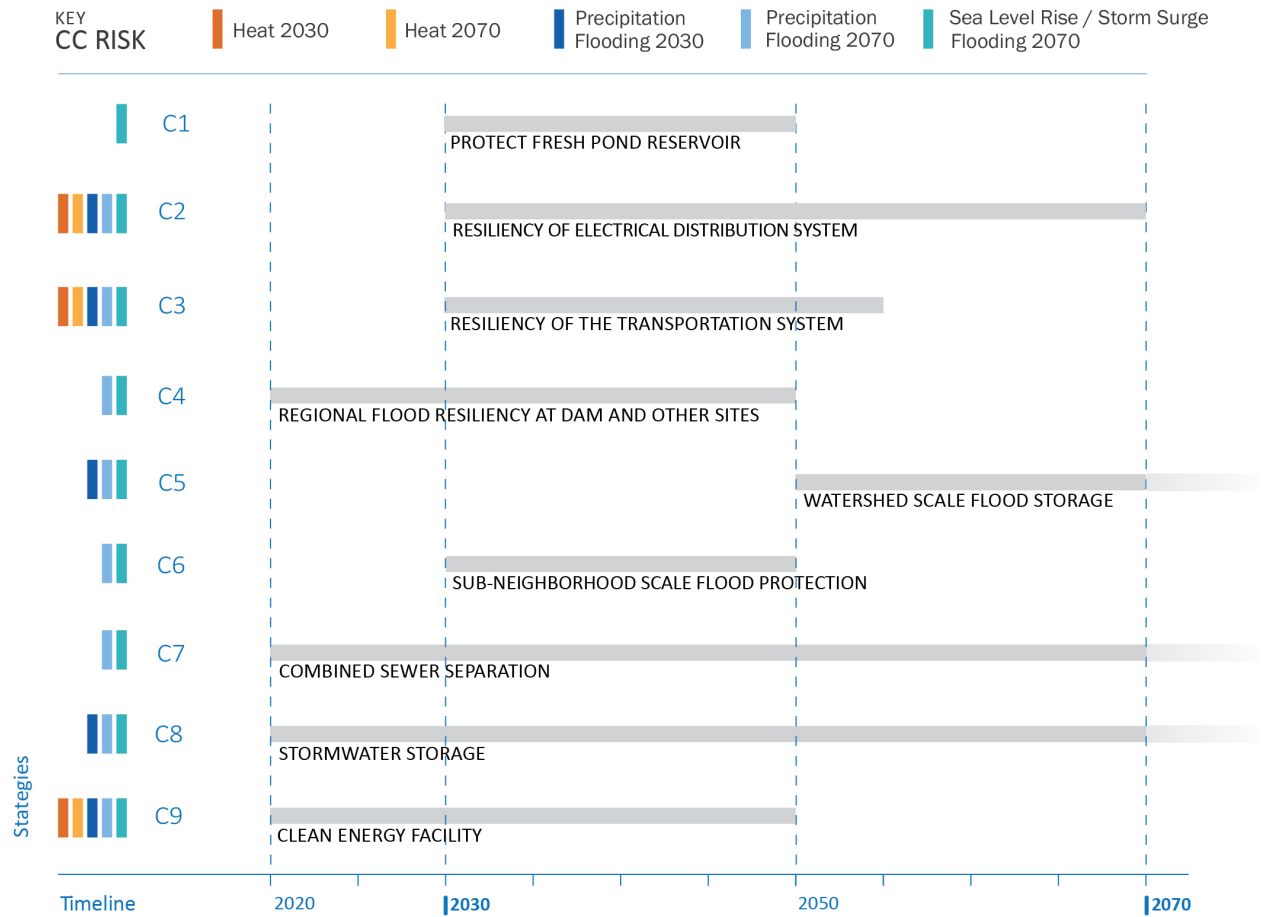 KEY
CC RISK
Heat 2030
Heat 2070
Precipitation
Flooding 2030
Precipitation
Flooding 2070
Sea Level Rise / Storm Surge
Flooding 2070
C1
PROTECT FRESH POND RESERVOIR
C2
RESILIENCY OF ELECTRICAL DISTRIBUTION SYSTEM
C3
RESILIENCY OF THE TRANSPORTATION SYSTEM
C4
REGIONAL FLOOD RESILIENCY AT DAM AND OTHER SITES
C5
WATERSHED SCALE FLOOD STORAGE
C6
SUB-NEIGHBORHOOD SCALE FLOOD PROTECTION
C7
COMBINED SEWER SEPARATION
C8
STORMWATER STORAGE
C9
CLEAN ENERGY FACILITY
Stategies
Timeline
2020
2030
2050
2070